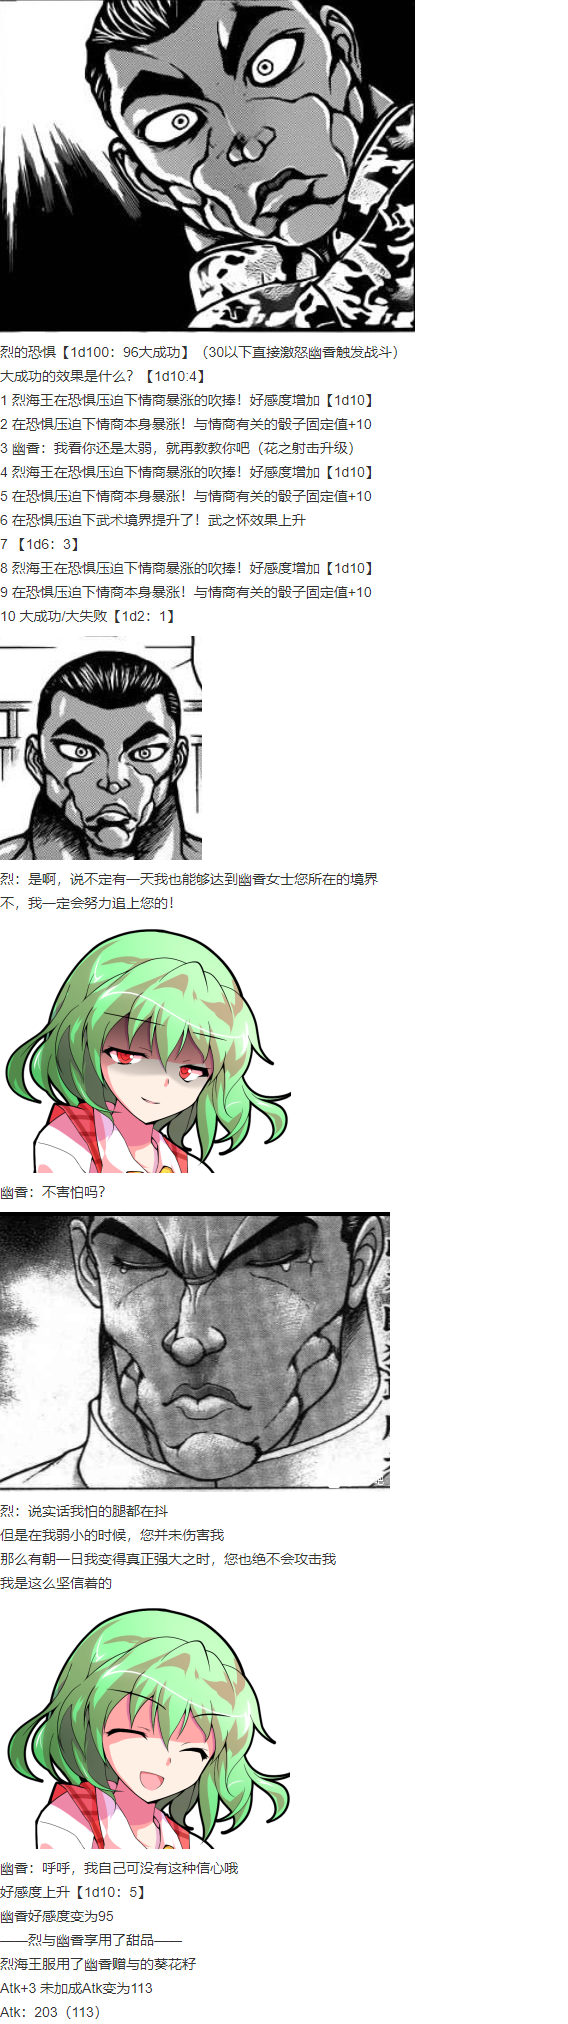 烈的恐惧【1d100：96大成功】（30以下直接激怒幽香触发战斗）
大成功的效果是什么？【1d10:4】
1 烈海王在恐惧压迫下情商暴涨的吹捧！好感度增加【1d10】
2 在恐惧压迫下情商本身暴涨！与情商有关的骰子固定值+10
3 幽香：我看你还是太弱，就再教教你吧（花之射击升级）
4 烈海王在恐惧压迫下情商暴涨的吹捧！好感度增加【1d10】
5 在恐惧压迫下情商本身暴涨！与情商有关的骰子固定值+10
6 在恐惧压迫下武术境界提升了！武之怀效果上升
7 【1d6：3】
8 烈海王在恐惧压迫下情商暴涨的吹捧！好感度增加【1d10】
9 在恐惧压迫下情商本身暴涨！与情商有关的骰子固定值+10
10 大成功/大失败【1d2：1】
烈：是啊，说不定有一天我也能够达到幽香女士您所在的境界
不，我一定会努力追上您的！
幽香：不害怕吗？
烈：说实话我怕的腿都在抖
但是在我弱小的时候，您并未伤害我
那么有朝一日我变得真正强大之时，您也绝不会攻击我
我是这么坚信着的
幽香：呼呼，我自己可没有这种信心哦
好感度上升【1d10：5】
幽香好感度变为95
——烈与幽香享用了甜品——
烈海王服用了幽香赠与的葵花籽
Atk+3 未加成Atk变为113
Atk：203（113）